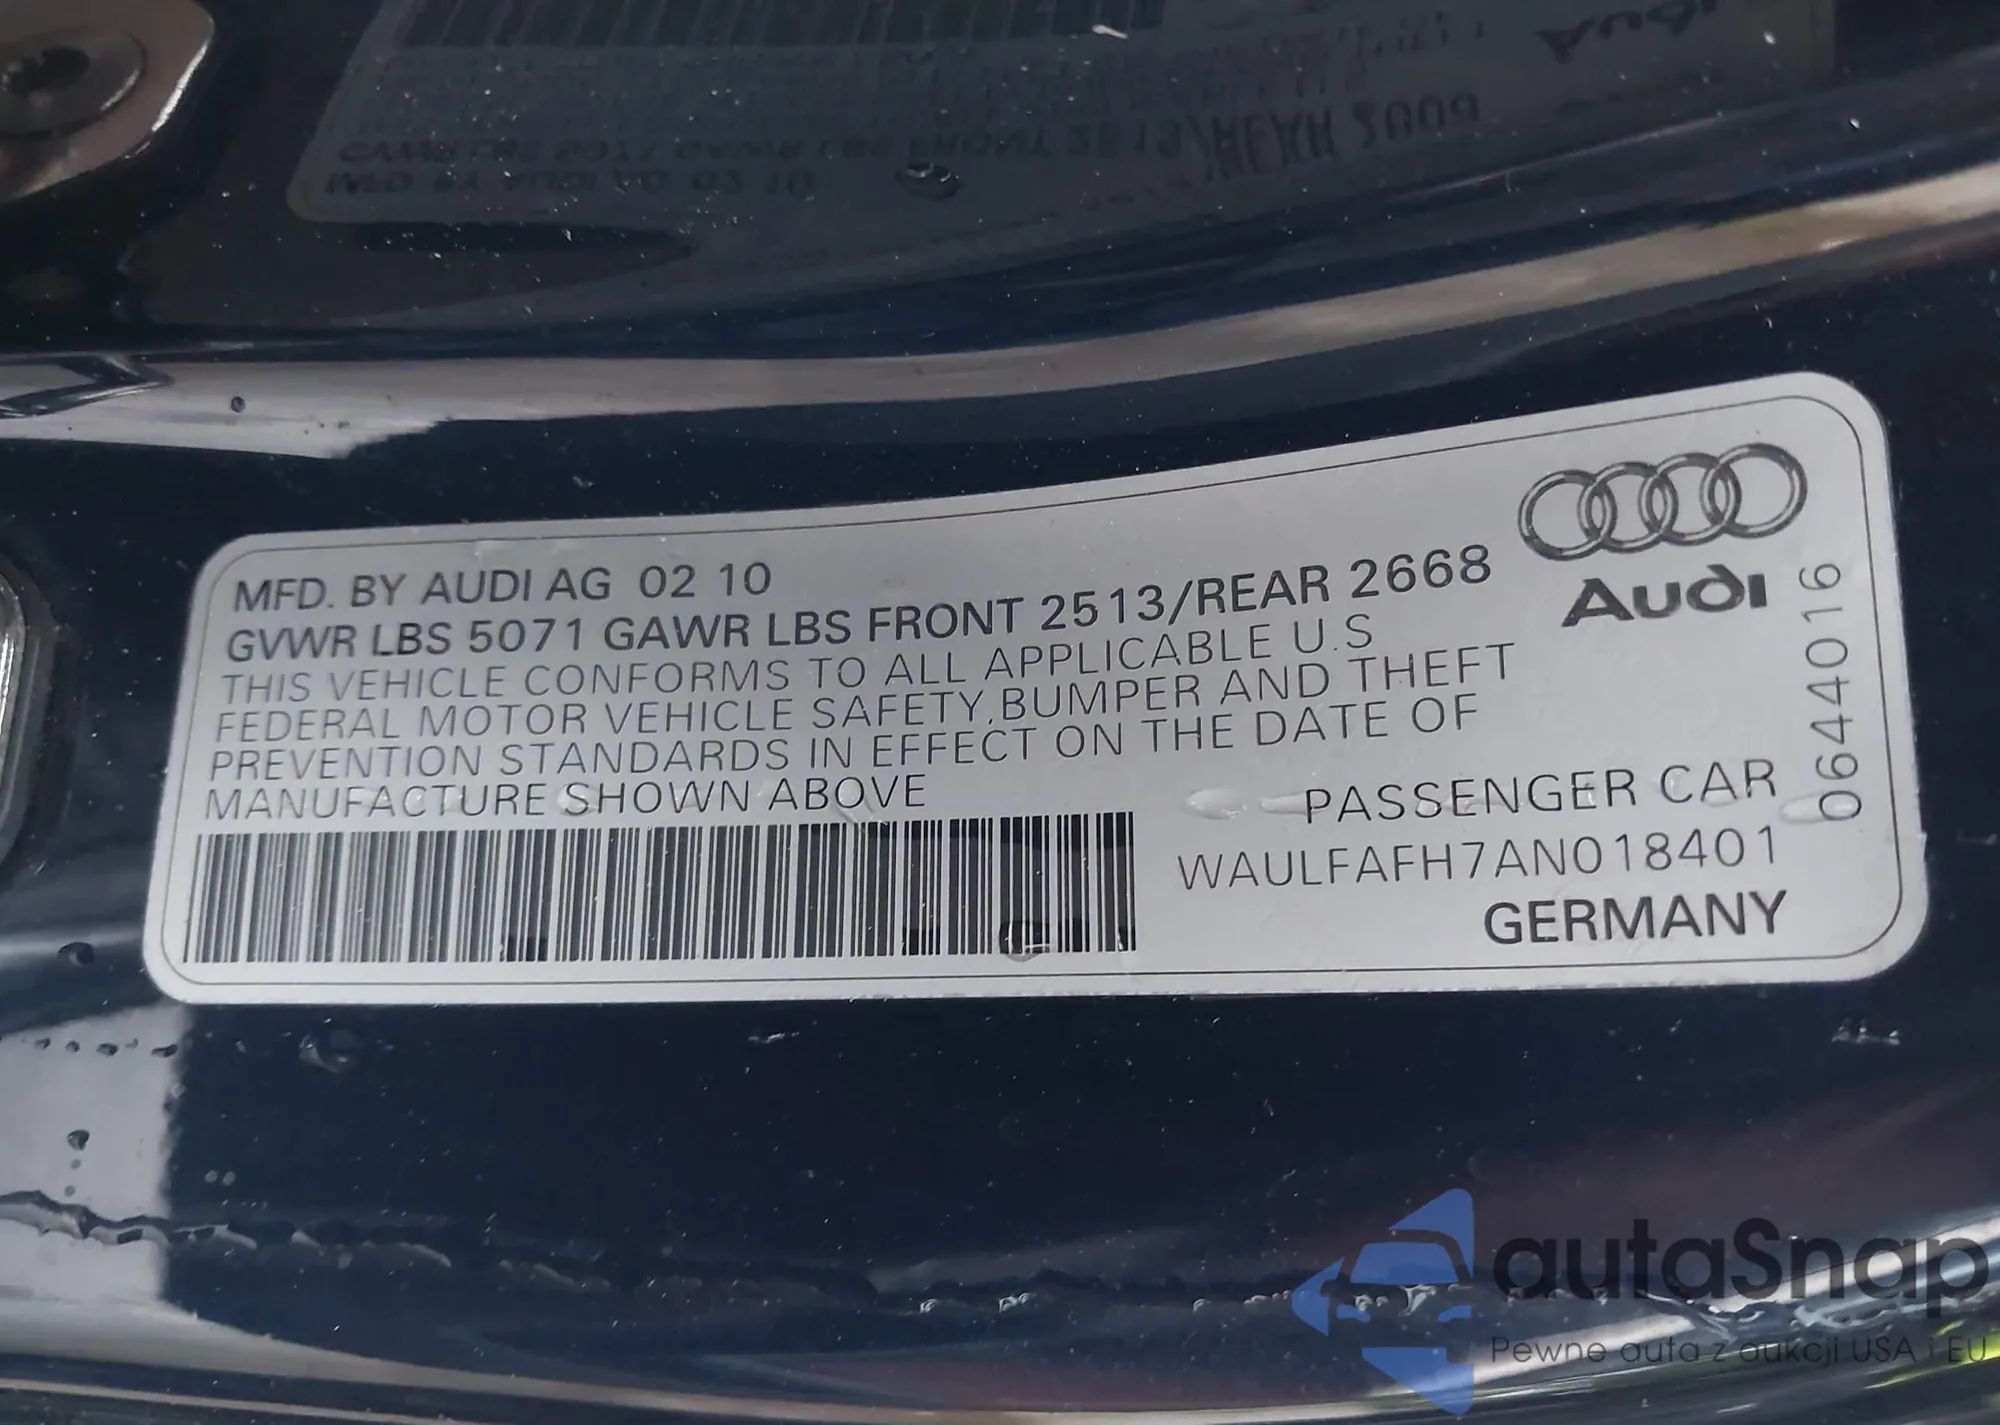 MFD. BY AUDI AG 02 10
GVWR LBS 5071 GAWR LBS FRONT 2513/REAR 2668
THIS VEHICLE CONFORMS TO ALL APPLICABLE U.S
FEDERAL MOTOR VEHICLE SAFETY,BUMPER AND THEFT
PREVENTION STANDARDS IN EFFECT ON THE DATE OF
MANUFACTURE SHOWN ABOVE
Audi
0644016
PASSENGER CAR
WAULFAFH7AN018401
GERMANY
autaSnap
Pewne auta z aukcji USA i EU